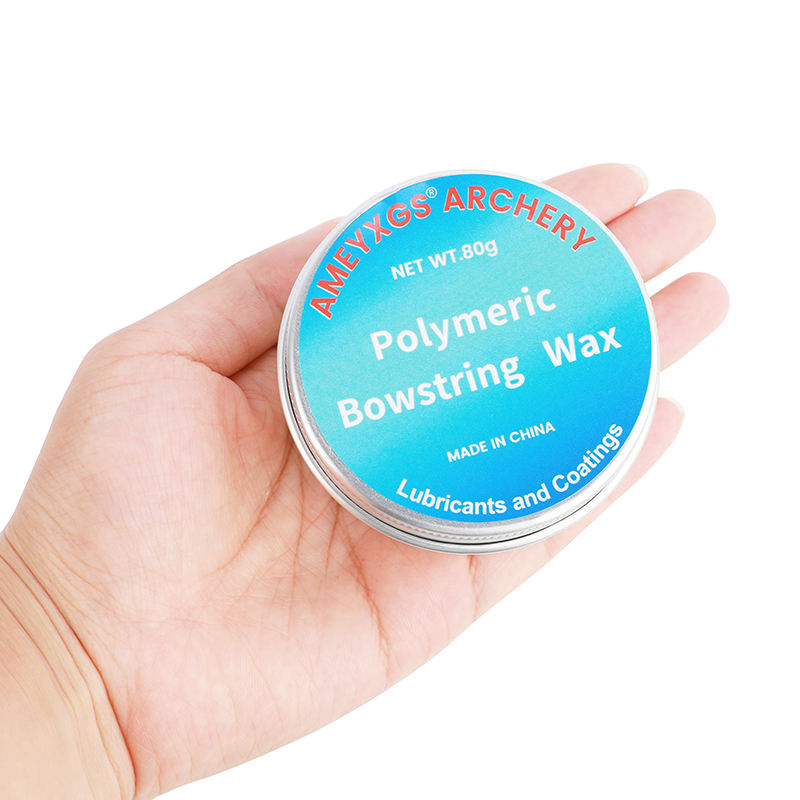 AMEYXGS® ARCHERY
NET WT.80g
Polymeric
Bowstring Wax
MADE IN CHINA
Lubricants and Coatings